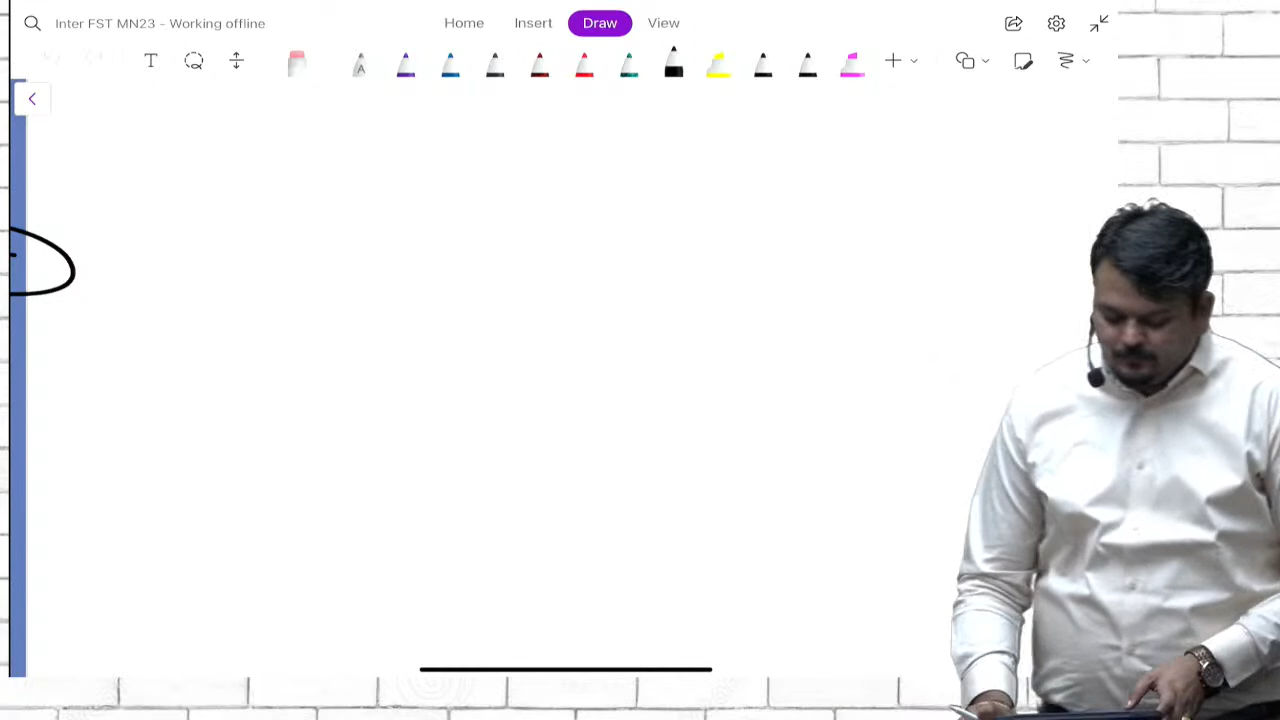 Inter FST MN23 - Working offline
Home
Insert
Draw
View
T
A